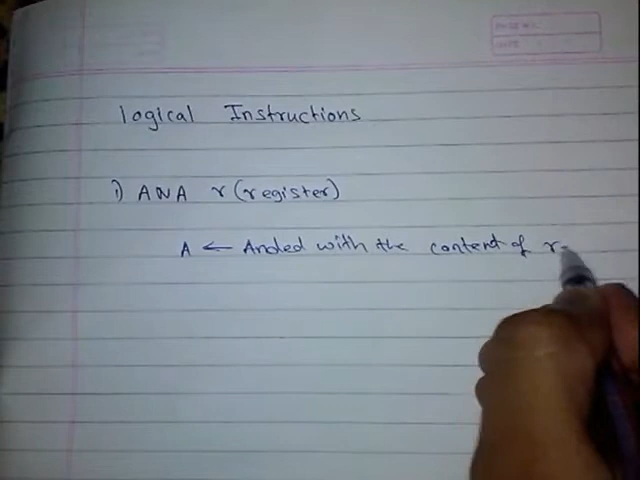 logical Instructions
1) ANA r (register)
A ← Anded with the content of r